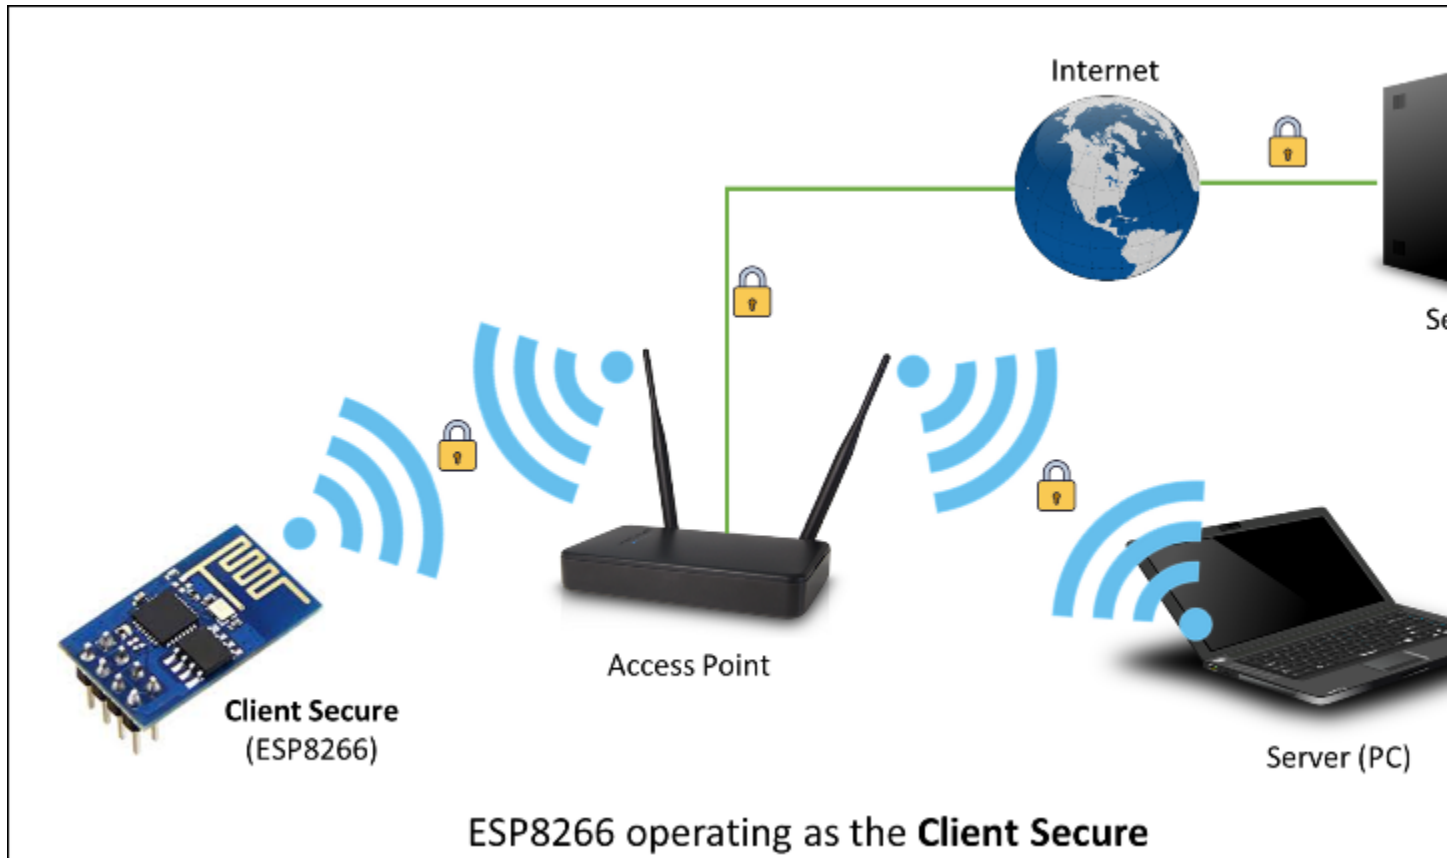 Internet
Access Point
Client Secure
(ESP8266)
Server (PC)
ESP8266 operating as the Client Secure